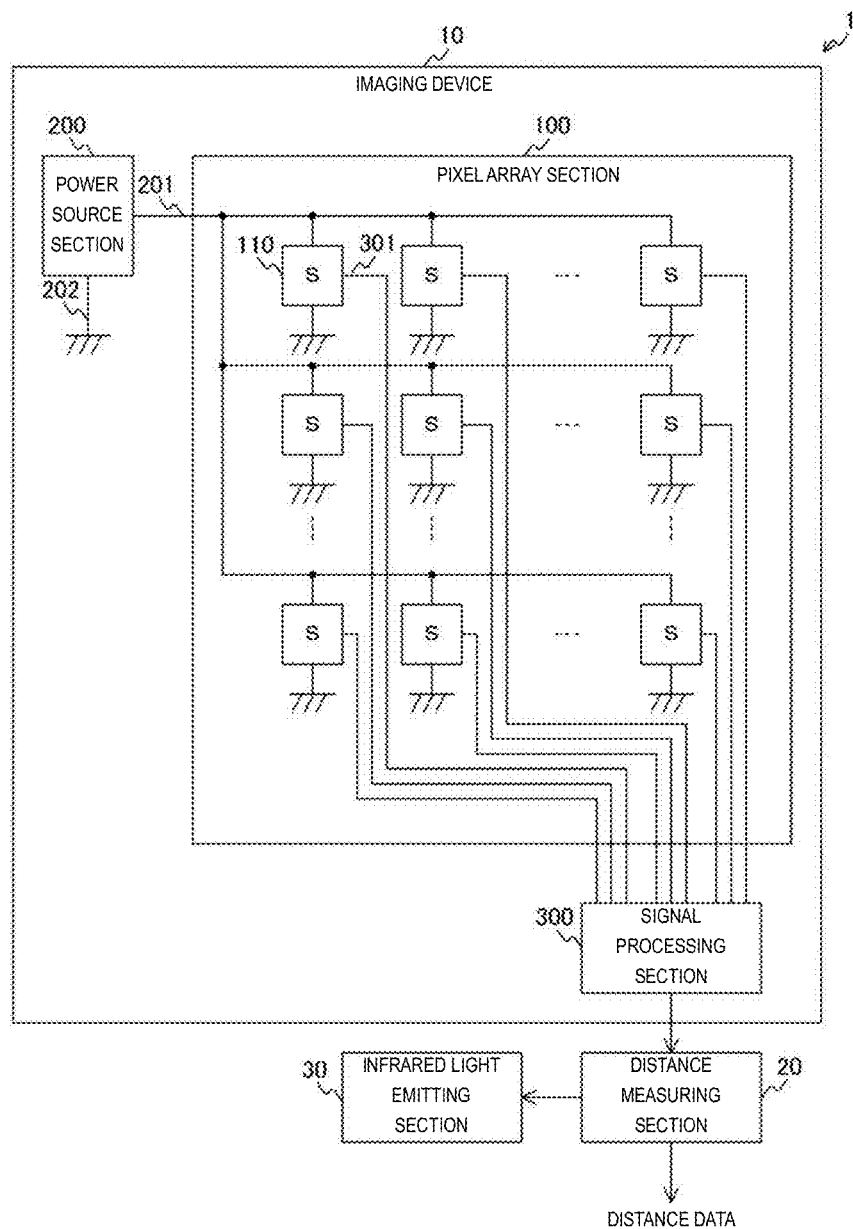 1
10
IMAGING DEVICE
200
100
POWER
SOURCE
SECTION
201
PIXEL ARRAY SECTION
110
301
S
S
...
S
202
S
S
...
S
...
...
...
S
S
...
S
300
SIGNAL
PROCESSING
SECTION
30
INFRARED LIGHT
EMITTING
SECTION
DISTANCE
MEASURING
SECTION
20
DISTANCE DATA